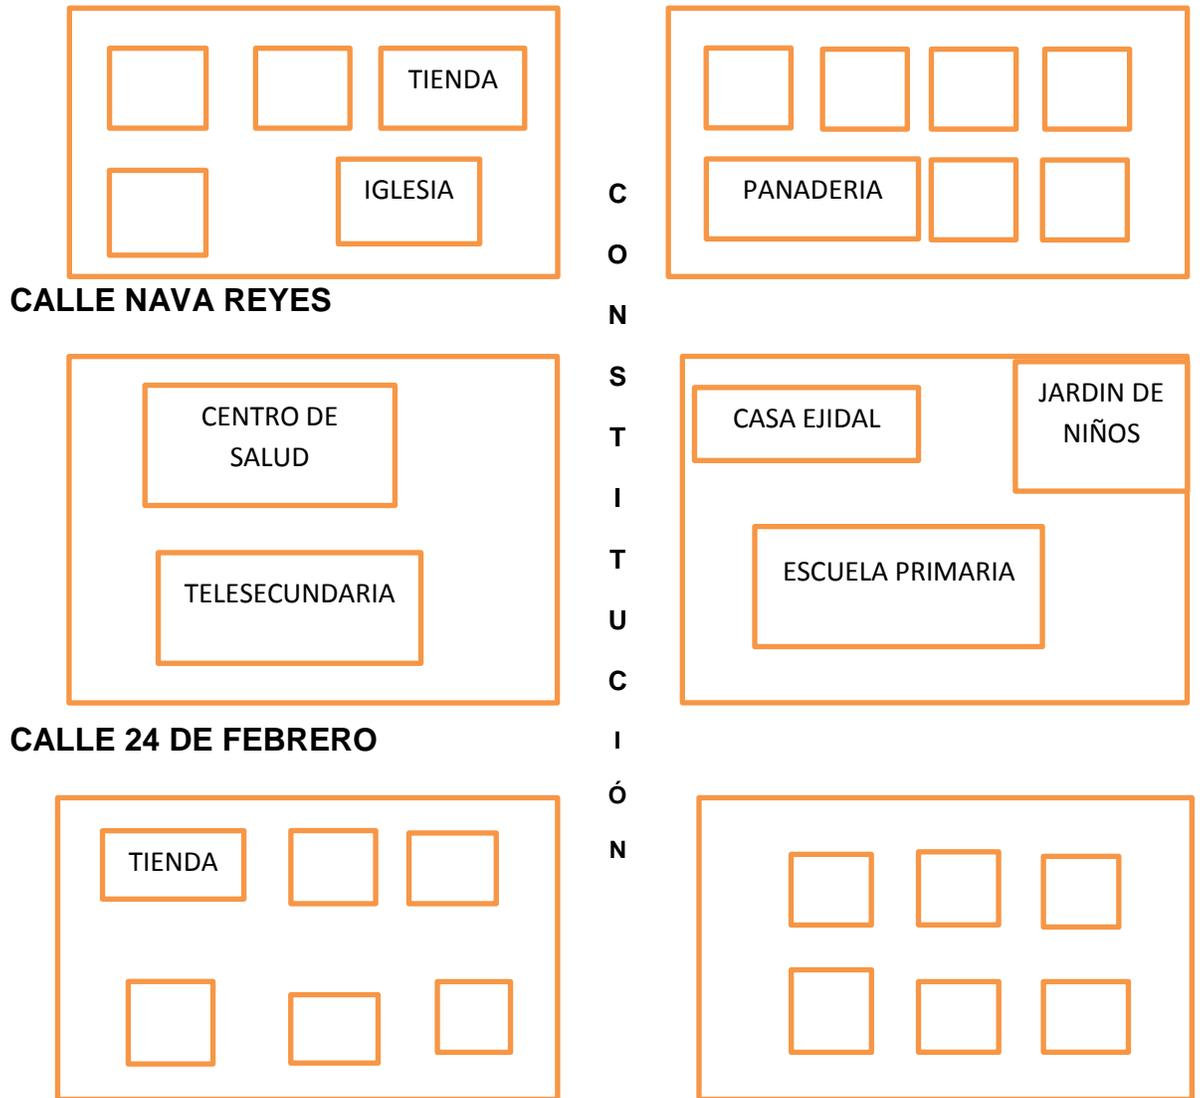 TIENDA
IGLESIA
PANADERIA
CALLE NAVA REYES
CENTRO DE
SALUD
TELESECUNDARIA
C
O
N
S
T
I
T
U
C
I
Ó
N
CASA EJIDAL
JARDIN DE
NIÑOS
ESCUELA PRIMARIA
CALLE 24 DE FEBRERO
TIENDA